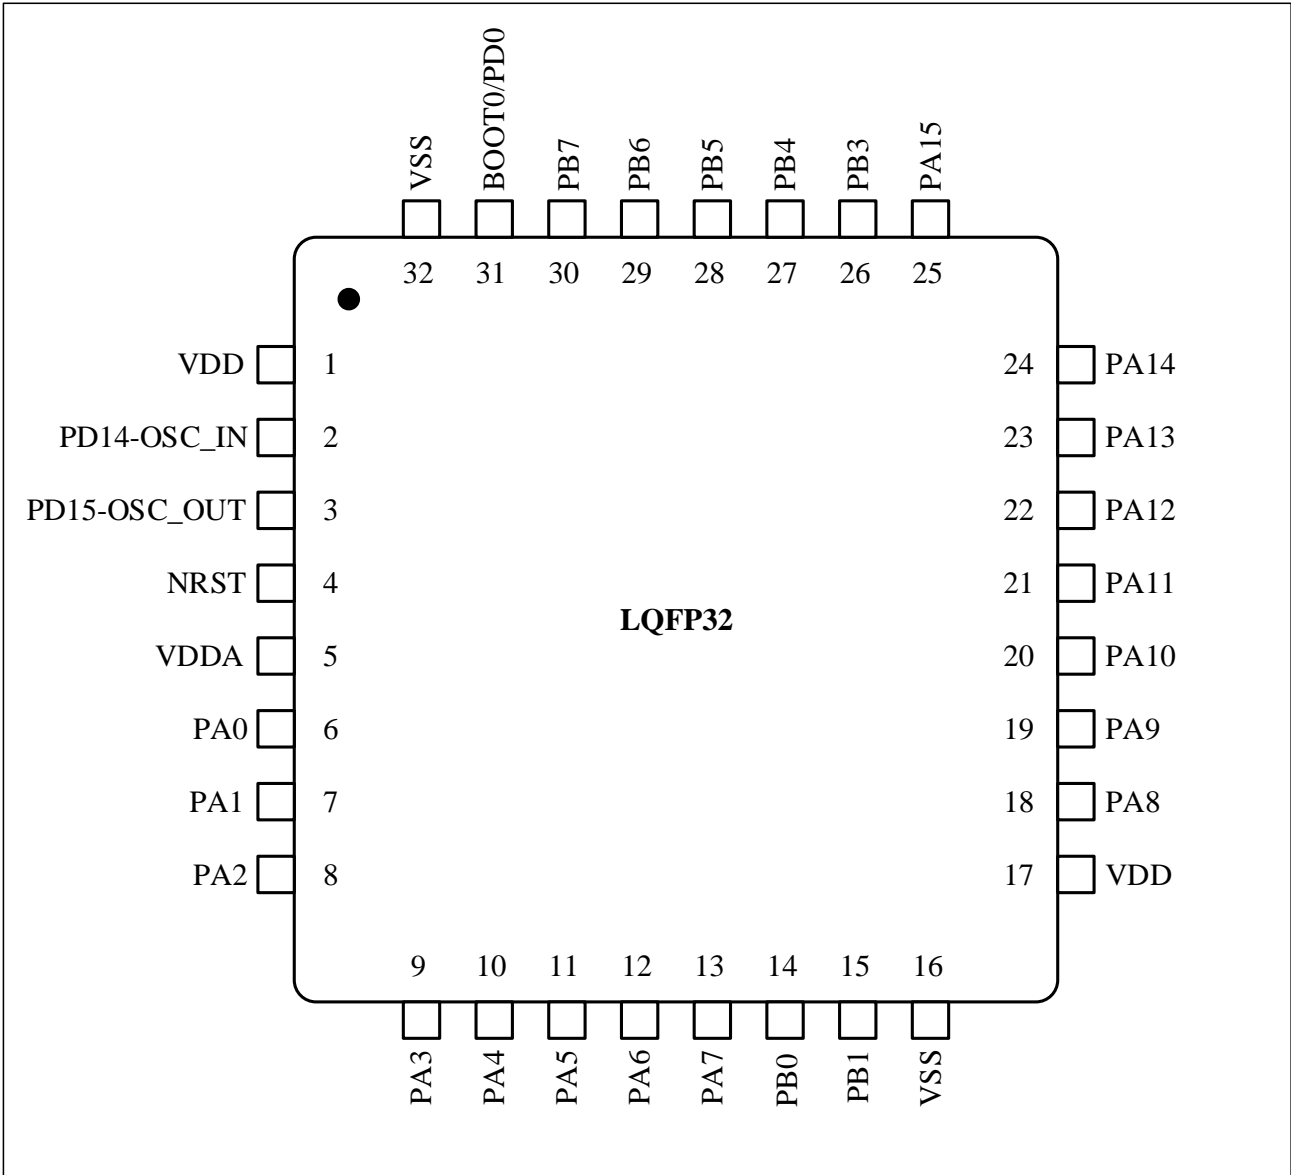 VSS
BOOT0/PD0
PB7
PB6
PB5
PB4
PB3
PA15
32 31 30 29 28 27 26 25
VDD 1 24 PA14
PD14-OSC_IN 2 23 PA13
PD15-OSC_OUT 3 22 PA12
NRST 4 21 PA11
LQFP32
VDDA 5 20 PA10
PA0 6 19 PA9
PA1 7 18 PA8
PA2 8 17 VDD
9 10 11 12 13 14 15 16
PA3
PA4
PA5
PA6
PA7
PB0
PB1
VSS